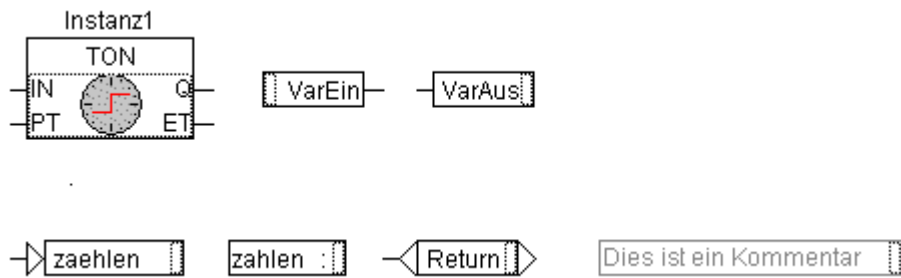 Instanz1
TON
IN Q
PT ET
VarEin
VarAus
zaehlen
zahlen :
Return
Dies ist ein Kommentar